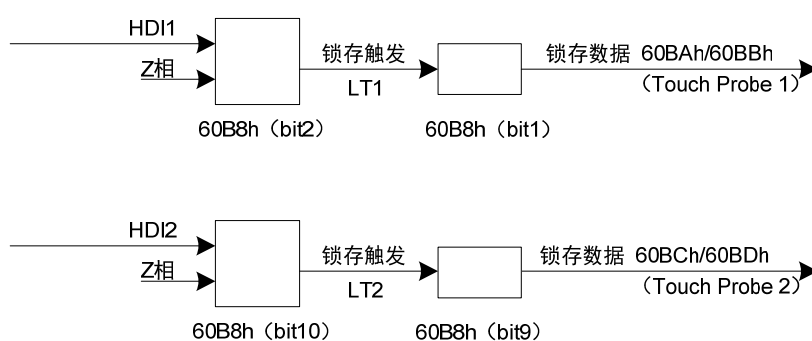 HDI1
Z相
锁存触发
LT1
锁存数据 60BAh/60BBh
（Touch Probe 1）
60B8h（bit2）
60B8h（bit1）
HDI2
Z相
锁存触发
LT2
锁存数据 60BCh/60BDh
（Touch Probe 2）
60B8h（bit10）
60B8h（bit9）